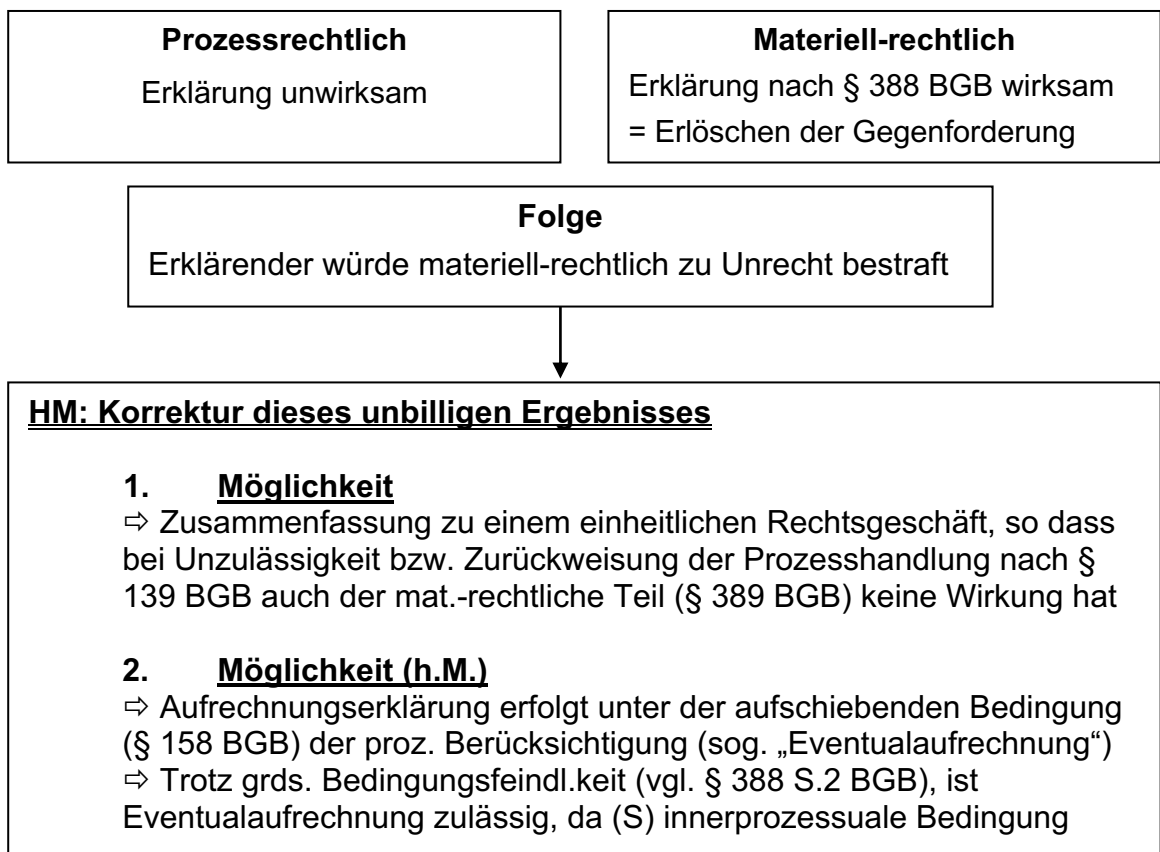 Prozessrechtlich
Erklärung unwirksam
Materiell-rechtlich
Erklärung nach § 388 BGB wirksam
= Erlöschen der Gegenforderung
Folge
Erklärender würde materiell-rechtlich zu Unrecht bestraft
HM: Korrektur dieses unbilligen Ergebnisses
1. Möglichkeit
⇨ Zusammenfassung zu einem einheitlichen Rechtsgeschäft, so dass
bei Unzulässigkeit bzw. Zurückweisung der Prozesshandlung nach §
139 BGB auch der mat.-rechtliche Teil (§ 389 BGB) keine Wirkung hat
2. Möglichkeit (h.M.)
⇨ Aufrechnungserklärung erfolgt unter der aufschiebenden Bedingung
(§ 158 BGB) der proz. Berücksichtigung (sog. „Eventualaufrechnung“)
⇨ Trotz grds. Bedingungsfeindl.keit (vgl. § 388 S.2 BGB), ist
Eventualaufrechnung zulässig, da (S) innerprozessuale Bedingung